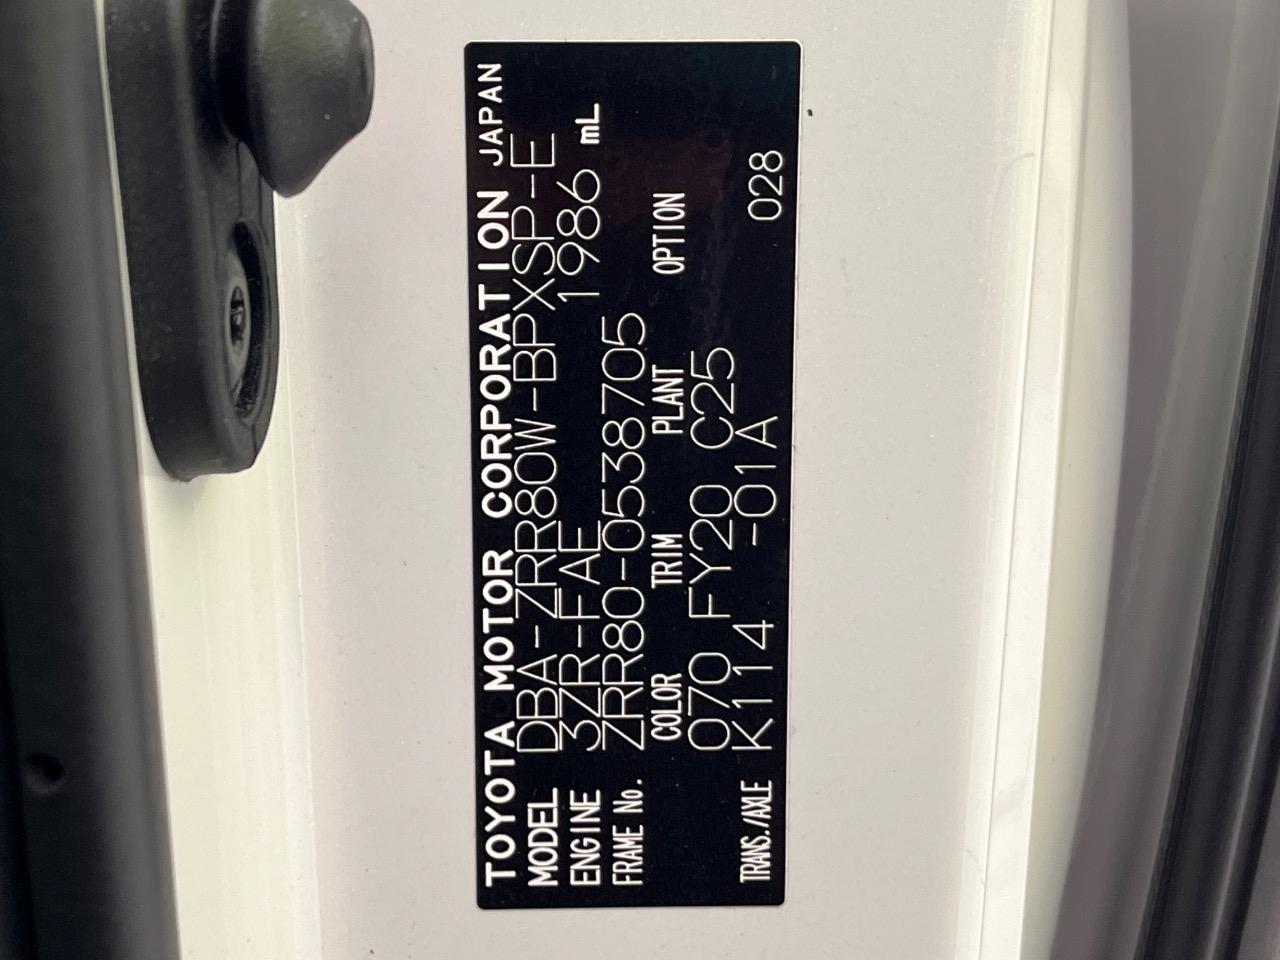 TOYOTA MOTOR CORPORATION JAPAN
MODEL DBA-ZRR80W-BPXSP-E
ENGINE 3ZR-FAE 1986 mL
FRAME No. ZRR80-0538705
COLOR TRIM PLANT OPTION
070 FY20 C25
TRANS./AXLE K114 -01A 028